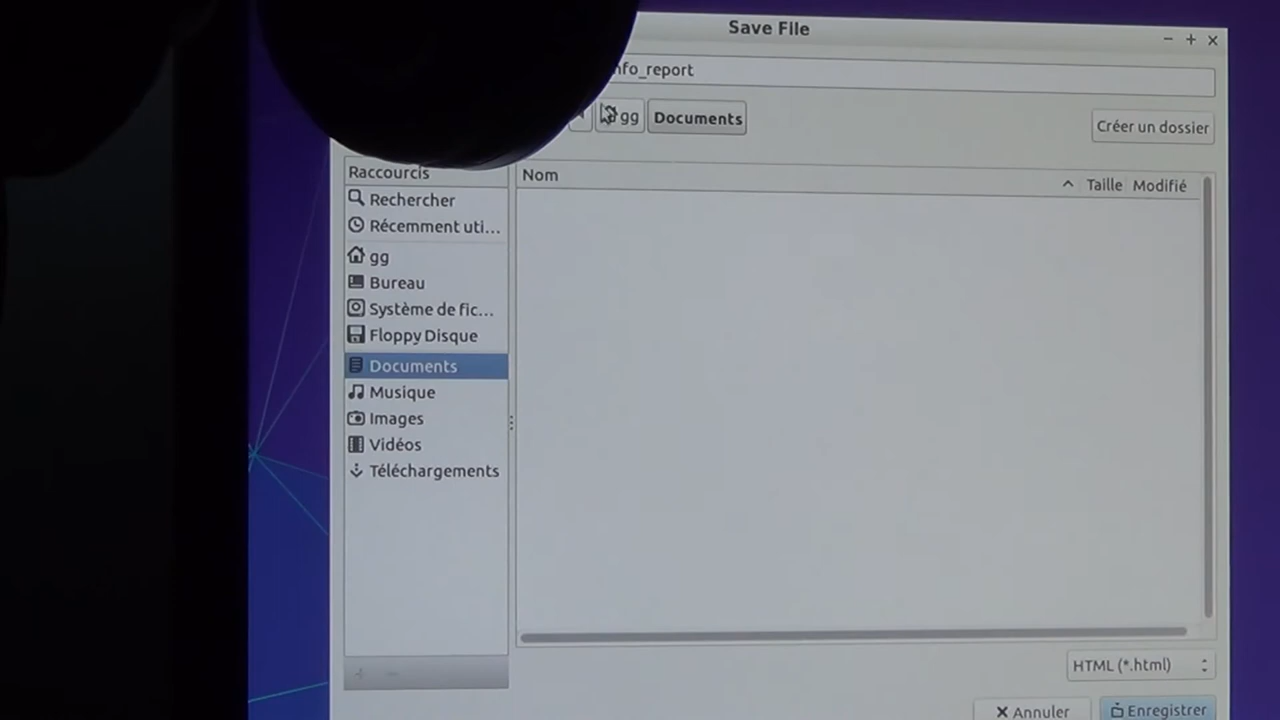 Save File
nfo_report
gg
Documents
Créer un dossier
Raccourcis
Nom
Taille
Modifié
Rechercher
Récemment uti…
gg
Bureau
Système de fic…
Floppy Disque
Documents
Musique
Images
Vidéos
Téléchargements
HTML (*.html)
Annuler
Enregistrer